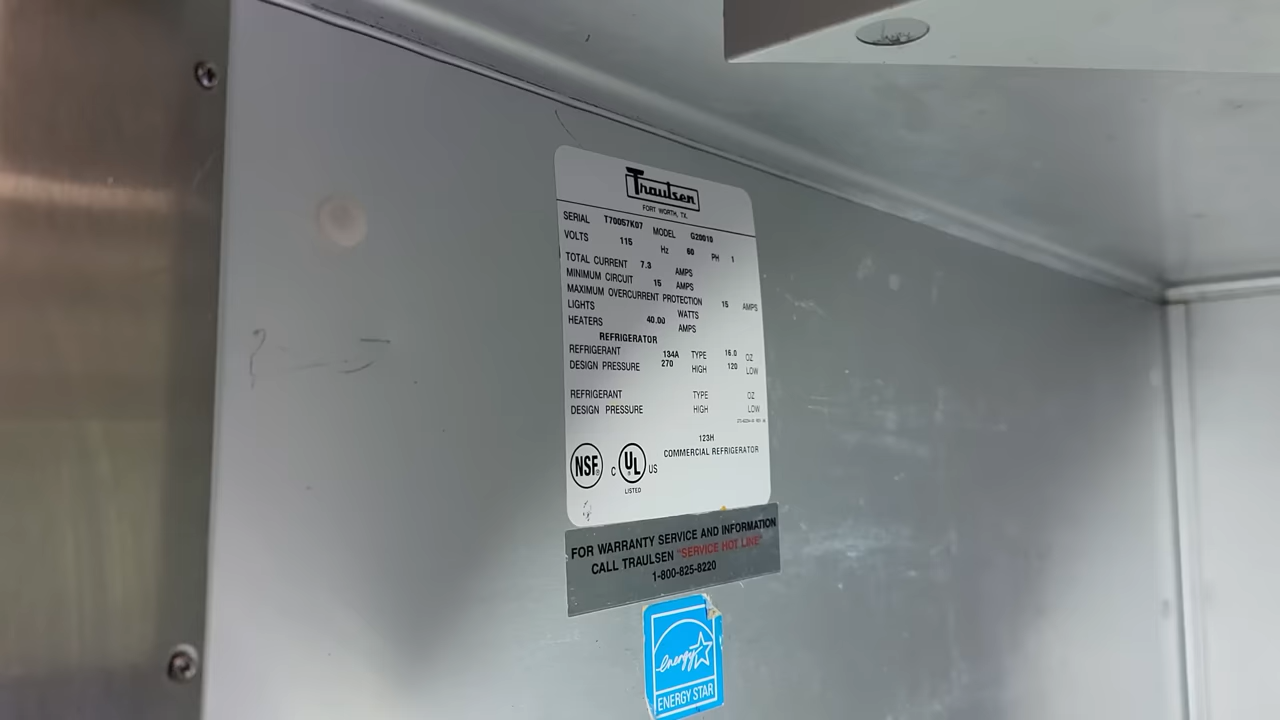 Traulsen
FORT WORTH, TX.
SERIAL T70057K07 MODEL G20010
VOLTS 115 Hz 60 PH 1
TOTAL CURRENT 7.3 AMPS
MINIMUM CIRCUIT 15 AMPS
MAXIMUM OVERCURRENT PROTECTION 15 AMPS
LIGHTS 40.00 WATTS
HEATERS AMPS
REFRIGERATOR
REFRIGERANT 134A TYPE 16.0 OZ
DESIGN PRESSURE 270 HIGH 120 LOW
REFRIGERANT TYPE OZ
DESIGN PRESSURE HIGH LOW
123H
COMMERCIAL REFRIGERATOR
NSF®
C UL® US
LISTED
FOR WARRANTY SERVICE AND INFORMATION
CALL TRAULSEN "SERVICE HOT LINE"
1-800-825-8220
energy
ENERGY STAR